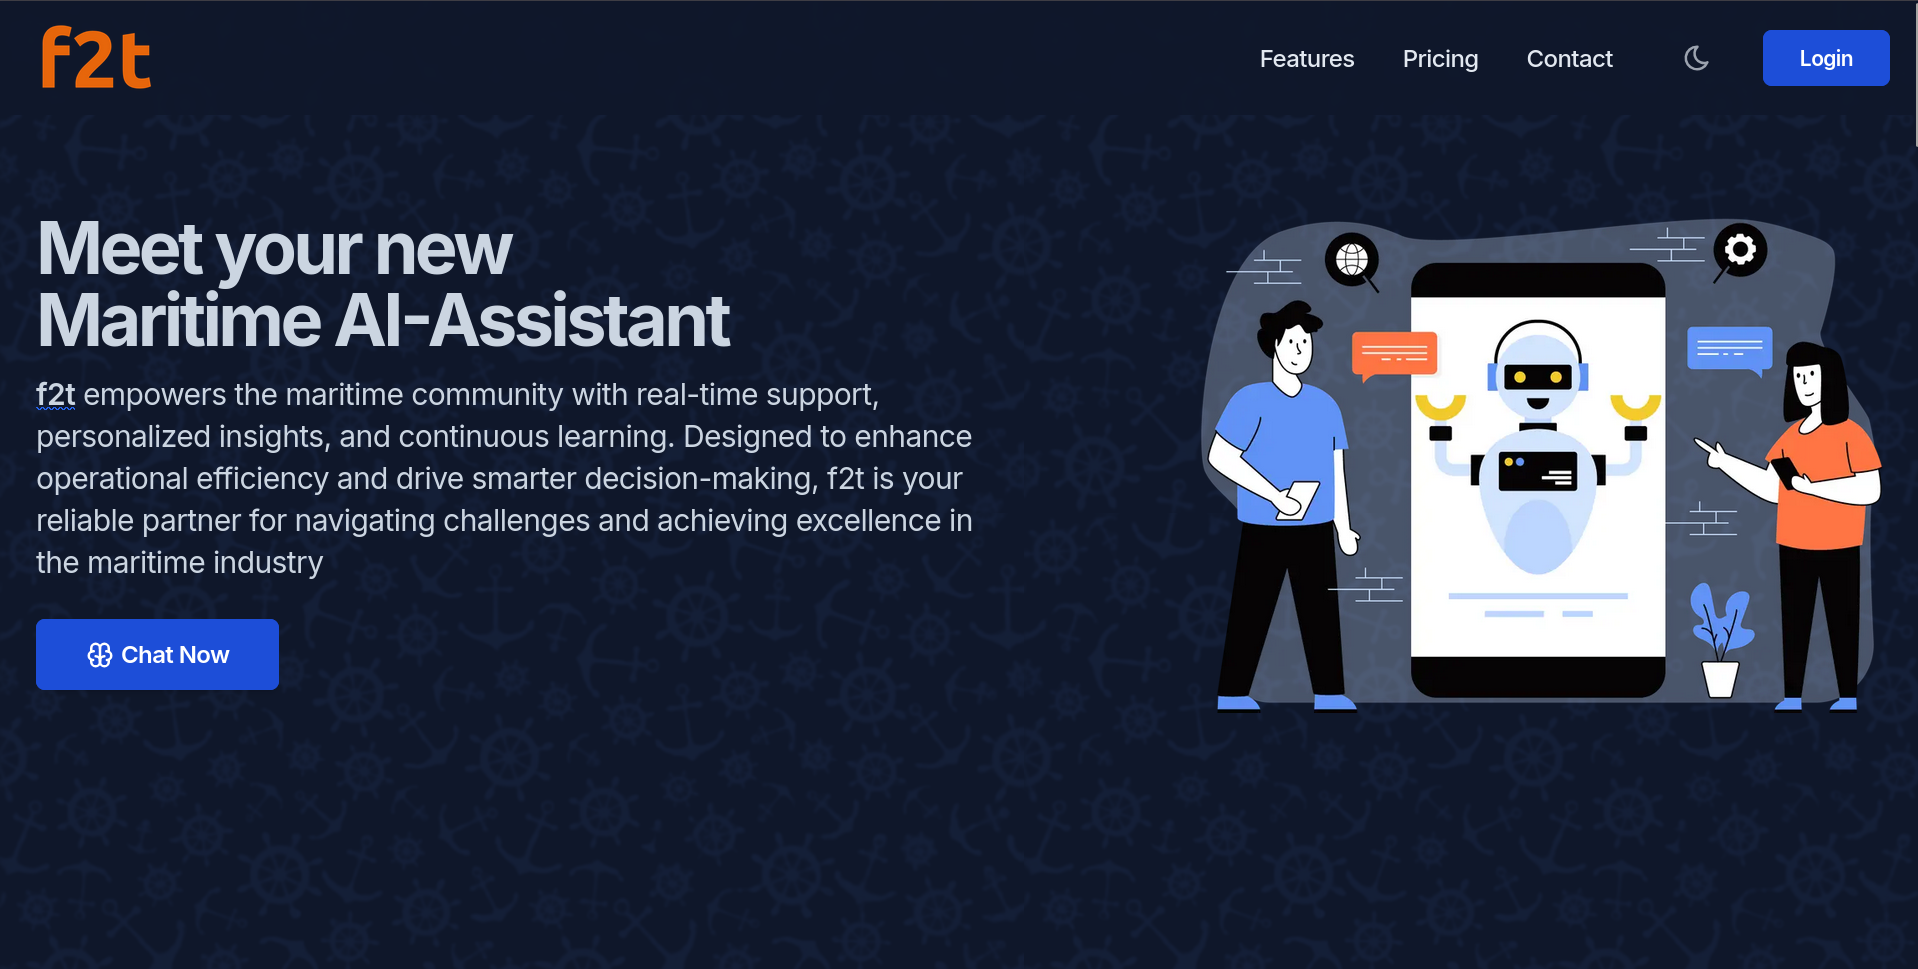 f2t
Features Pricing Contact Login
Meet your new
Maritime AI-Assistant
f2t empowers the maritime community with real-time support,
personalized insights, and continuous learning. Designed to enhance
operational efficiency and drive smarter decision-making, f2t is your
reliable partner for navigating challenges and achieving excellence in
the maritime industry
Chat Now